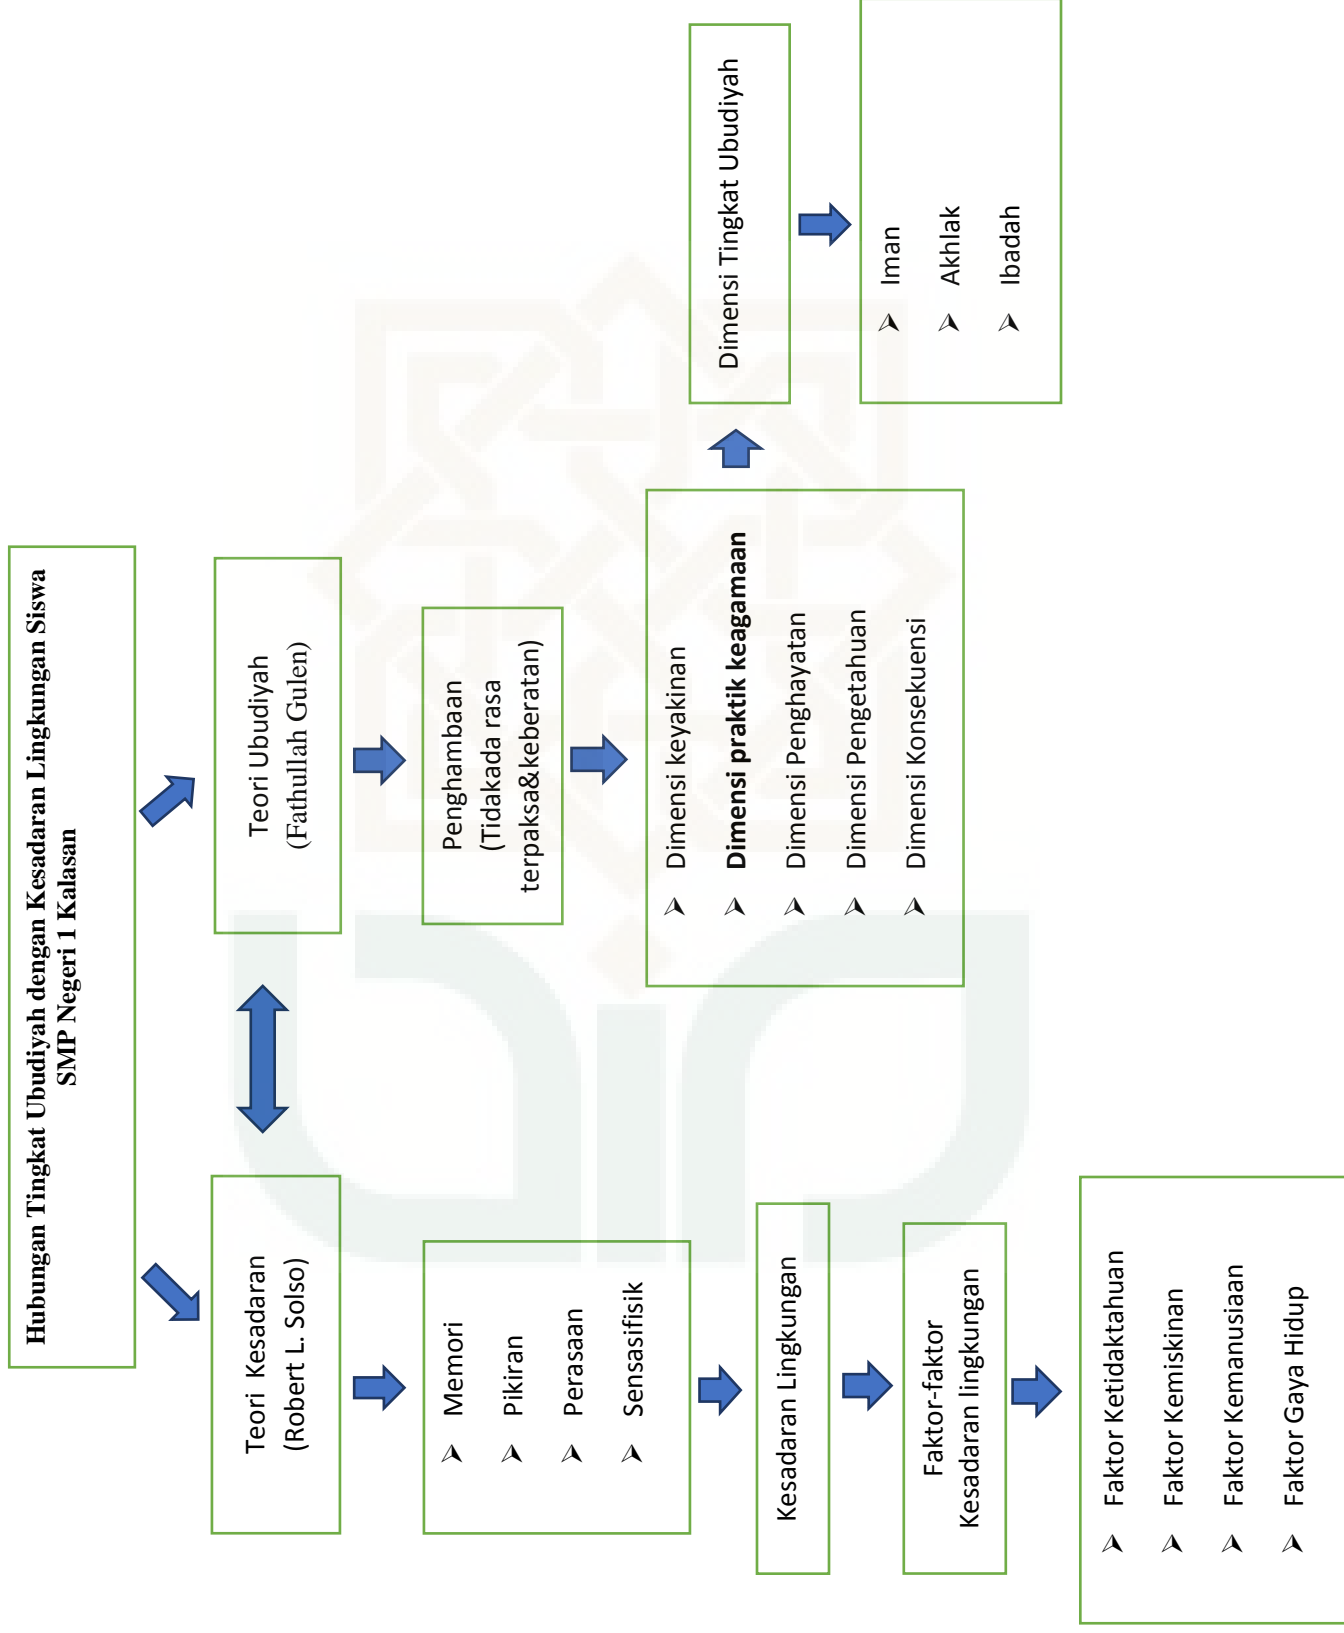 Hubungan Tingkat Ubudiyah dengan Kesadaran Lingkungan Siswa
SMP Negeri 1 Kalasan
Teori Kesadaran
(Robert L. Solso)
Memori
Pikiran
Perasaan
Sensasifisik
Kesadaran Lingkungan
Faktor-faktor
Kesadaran lingkungan
Faktor Ketidaktahuan
Faktor Kemiskinan
Faktor Kemanusiaan
Faktor Gaya Hidup
Teori Ubudiyah
(Fathullah Gulen)
Penghambaan
(Tidakada rasa
terpaksa&keberatan)
Dimensi keyakinan
Dimensi praktik keagamaan
Dimensi Penghayatan
Dimensi Pengetahuan
Dimensi Konsekuensi
Dimensi Tingkat Ubudiyah
Iman
Akhlak
Ibadah